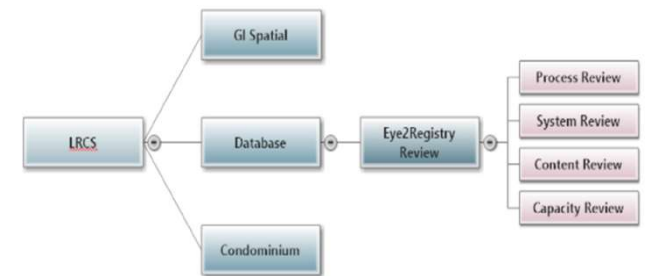 GI Spatial
LRCS
Database
Eye2Registry
Review
Process Review
System Review
Content Review
Capacity Review
Condominium